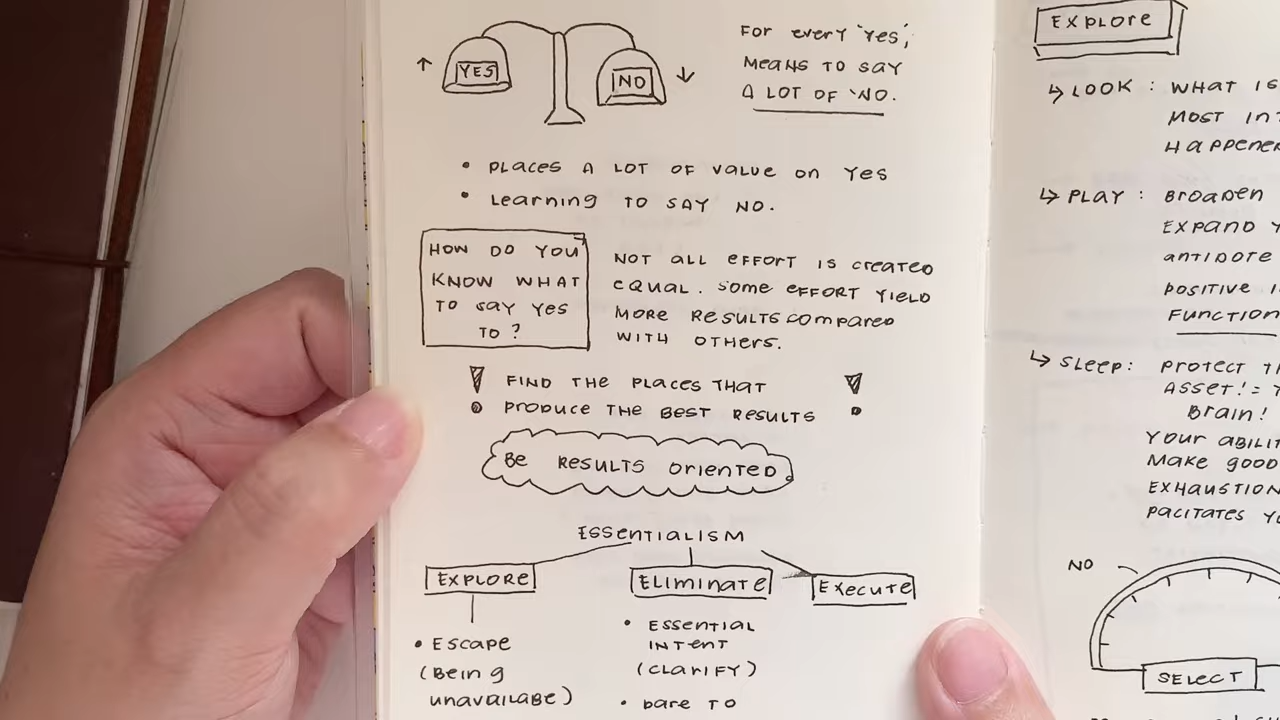 YES
NO
For every 'Yes',
MEANS TO SAY
A LOT OF 'NO.
• PLACES A LOT OF VALUE ON YES
• Learning TO SAY NO.
HOW DO YOU
KNOW WHAT
TO SAY YES
TO?
NOT ALL EFFORT IS CREATED
EQUAL. SOME EFFORT YIELD
MORE RESULTS COMPARED
WITH OTHERS.
FIND THE PLACES THAT
PRODUCE THE BEST RESULTS
BE RESULTS ORIENTED.
ESSENTIALISM
EXPLORE
ELIMINATE
EXECUTE
• ESCAPE
(BEING
UNAVAILABE)
• ESSENTIAL
INTENT
(CLARIFY)
• DARE TO
EXPLORE
↳ LOOK : WHAT IS
MOST
HAPPENE
↳ PLAY : BROADEN
EXPAND
ANTIDOTE
POSITIVE
FUNCTION
↳ SLEEP: PROTECT
ASSET! =
BRAIN!
YOUR ABILIT
MAKE GOOD
EXHAUSTION
PACITATES
NO
SELECT